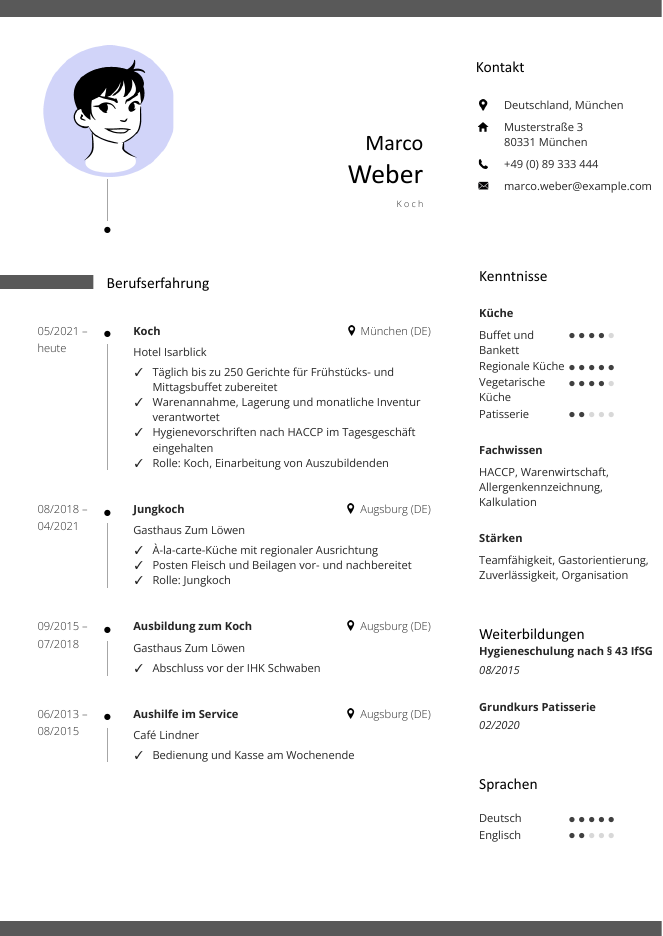 Marco
Weber
Koch
Kontakt
Deutschland, München
Musterstraße 3
80331 München
+49 (0) 89 333 444
marco.weber@example.com
Berufserfahrung
05/2021 –
heute
Koch
München (DE)
Hotel Isarblick
✓ Täglich bis zu 250 Gerichte für Frühstücks- und
Mittagsbuffet zubereitet
✓ Warenannahme, Lagerung und monatliche Inventur
verantwortet
✓ Hygienevorschriften nach HACCP im Tagesgeschäft
eingehalten
✓ Rolle: Koch, Einarbeitung von Auszubildenden
08/2018 –
04/2021
Jungkoch
Augsburg (DE)
Gasthaus Zum Löwen
✓ À-la-carte-Küche mit regionaler Ausrichtung
✓ Posten Fleisch und Beilagen vor- und nachbereitet
✓ Rolle: Jungkoch
09/2015 –
07/2018
Ausbildung zum Koch
Augsburg (DE)
Gasthaus Zum Löwen
✓ Abschluss vor der IHK Schwaben
06/2013 –
08/2015
Aushilfe im Service
Augsburg (DE)
Café Lindner
✓ Bedienung und Kasse am Wochenende
Kenntnisse
Küche
Buffet und
Bankett
Regionale Küche
Vegetarische
Küche
Patisserie
Fachwissen
HACCP, Warenwirtschaft,
Allergenkennzeichnung,
Kalkulation
Stärken
Teamfähigkeit, Gastorientierung,
Zuverlässigkeit, Organisation
Weiterbildungen
Hygieneschulung nach § 43 IfSG
08/2015
Grundkurs Patisserie
02/2020
Sprachen
Deutsch
Englisch